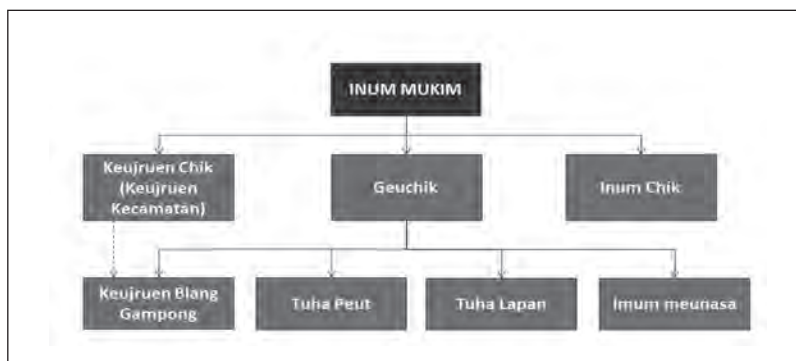 INUM MUKIM
Keujruen Chik
(Keujruen
Kecamatan)
Geuchik
Inum Chik
Keujruen Blang
Gampong
Tuha Peut
Tuha Lapan
Imum meunasa